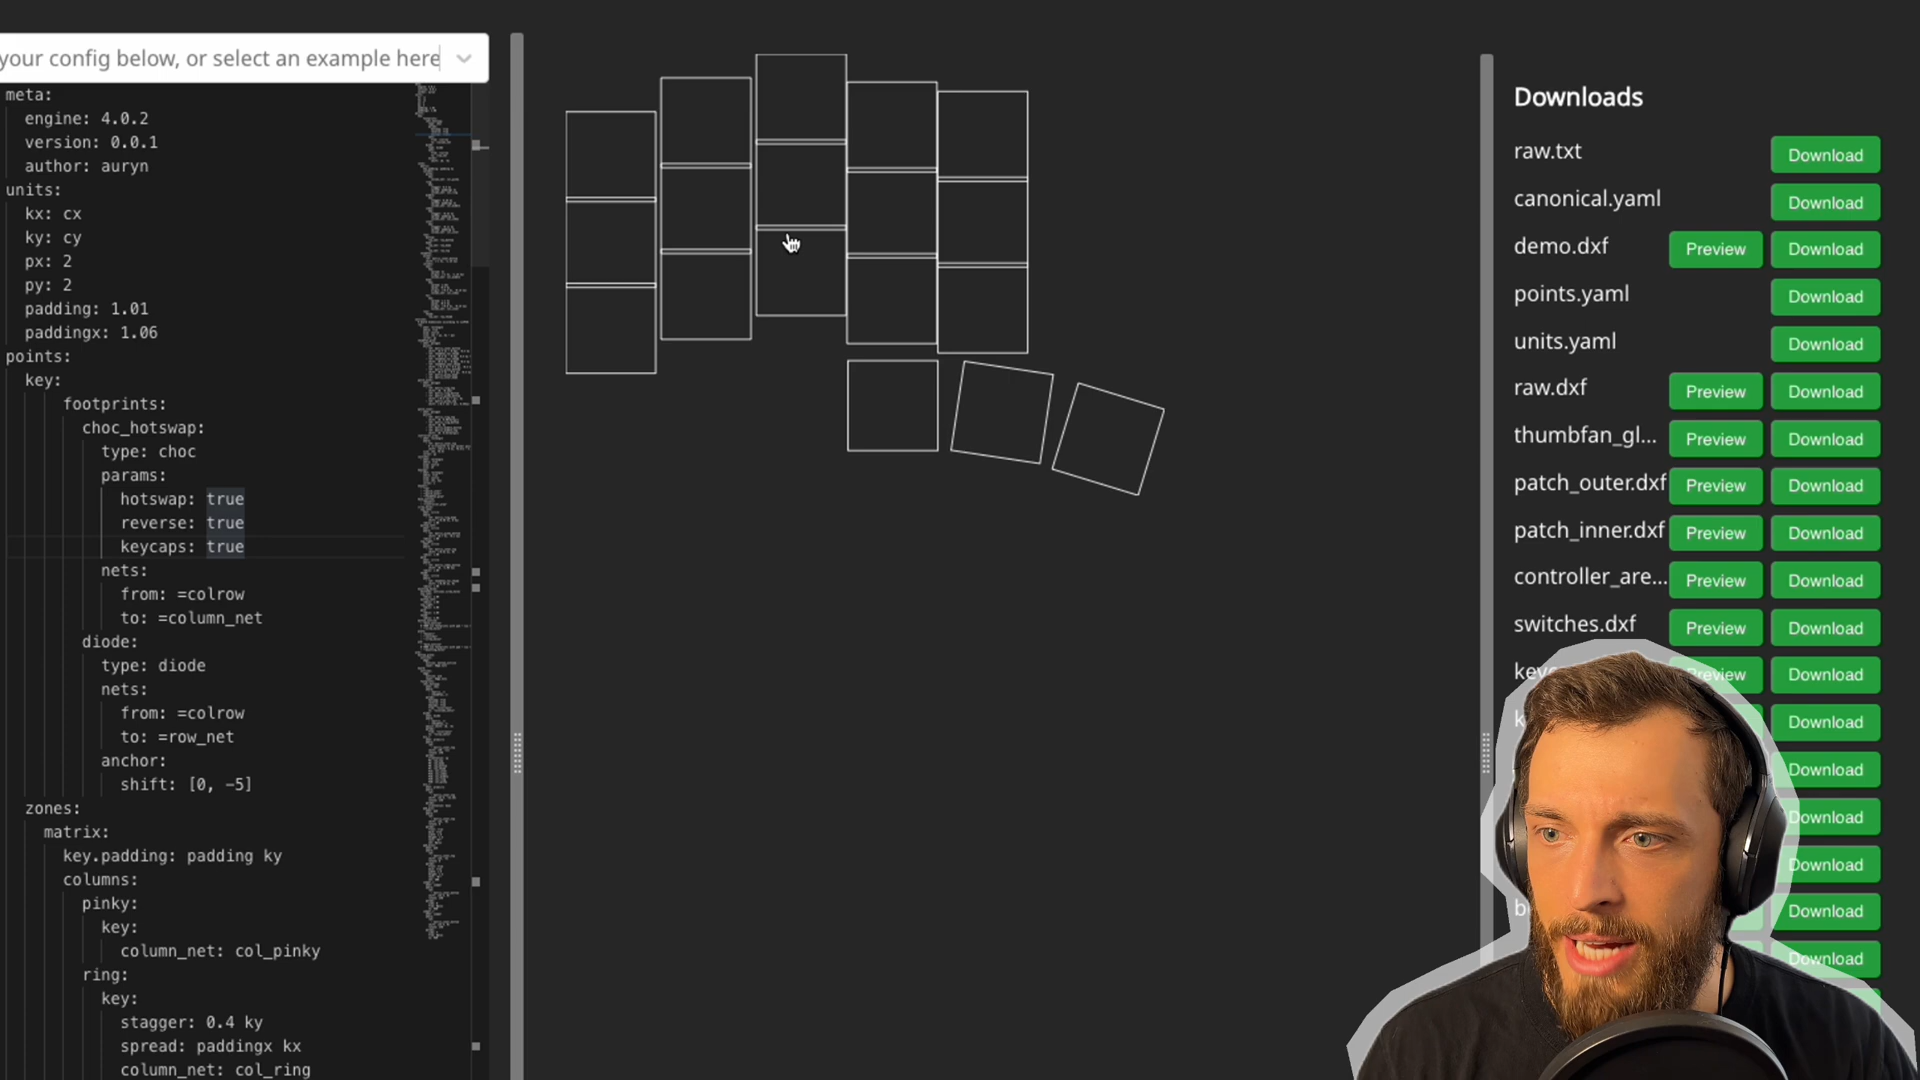 your config below, or select an example here
meta:
engine: 4.0.2
version: 0.0.1
author: auryn
units:
kx: cx
ky: cy
px: 2
py: 2
padding: 1.01
paddingx: 1.06
points:
key:
footprints:
choc_hotswap:
type: choc
params:
hotswap: true
reverse: true
keycaps: true
nets:
from: =colrow
to: =column_net
diode:
type: diode
nets:
from: =colrow
to: =row_net
anchor:
shift: [0, -5]
zones:
matrix:
key.padding: padding ky
columns:
pinky:
key:
column_net: col_pinky
ring:
key:
stagger: 0.4 ky
spread: paddingx kx
column_net: col_ring
Downloads
raw.txt Download
canonical.yaml Download
demo.dxf Preview Download
points.yaml Download
units.yaml Download
raw.dxf Preview Download
thumbfan_gl... Preview Download
patch_outer.dxf Preview Download
patch_inner.dxf Preview Download
controller_are... Preview Download
switches.dxf Preview Download
Preview Download
Download
Download
Download
Download
Download
Download